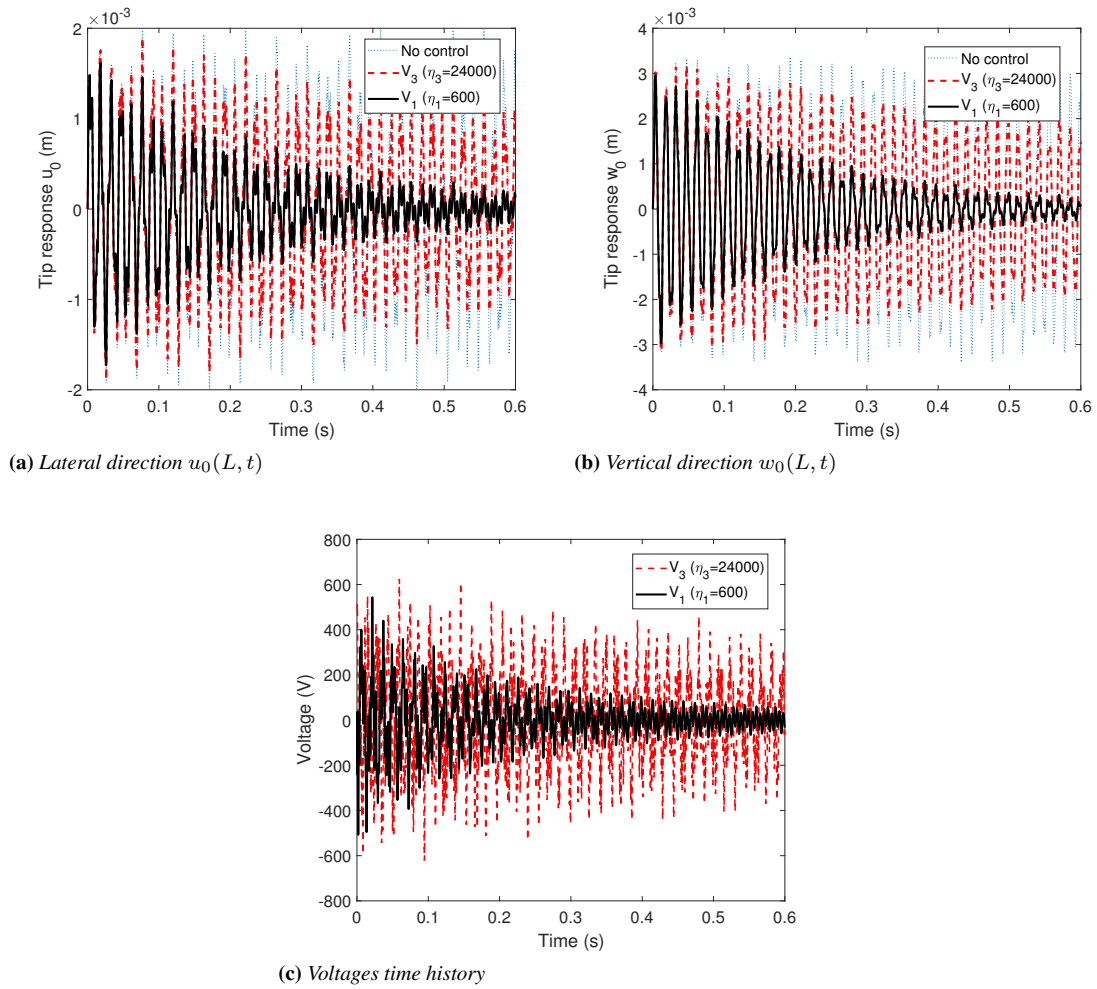 ×10⁻³
2
1
0
-1
-2
Tip response u₀ (m)
No control
V₃ (η₃=24000)
V₁ (η₁=600)
0 0.1 0.2 0.3 0.4 0.5 0.6
Time (s)
(a) Lateral direction u₀(L, t)
×10⁻³
4
3
2
1
0
-1
-2
-3
-4
Tip response w₀ (m)
No control
V₃ (η₃=24000)
V₁ (η₁=600)
0 0.1 0.2 0.3 0.4 0.5 0.6
Time (s)
(b) Vertical direction w₀(L, t)
800
600
400
200
0
-200
-400
-600
-800
Voltage (V)
V₃ (η₃=24000)
V₁ (η₁=600)
0 0.1 0.2 0.3 0.4 0.5 0.6
Time (s)
(c) Voltages time history